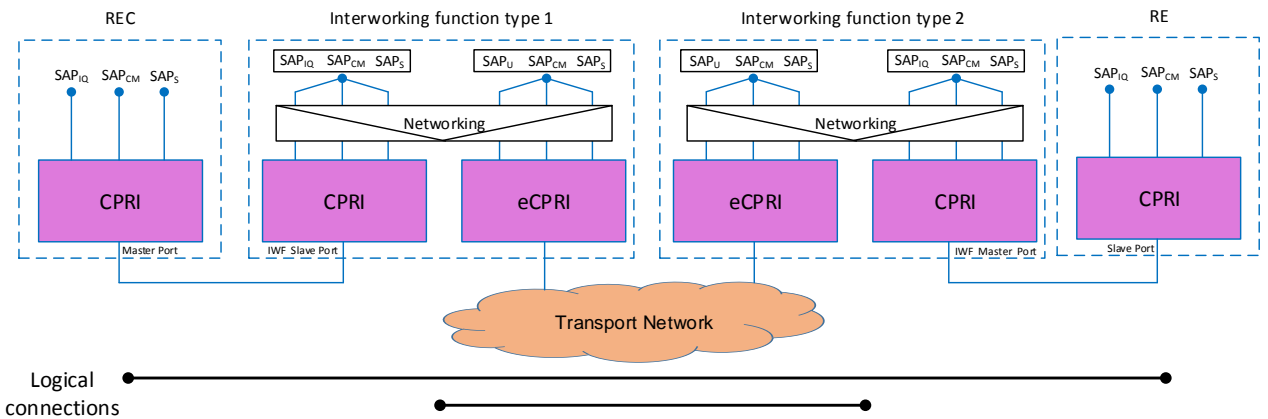 REC
Interworking function type 1
Interworking function type 2
RE
SAPIQ SAPCM SAPS
SAPIQ SAPCM SAPS
SAPU SAPCM SAPS
SAPU SAPCM SAPS
SAPIQ SAPCM SAPS
SAPIQ SAPCM SAPS
Networking
Networking
CPRI
CPRI
eCPRI
eCPRI
CPRI
CPRI
Master Port
IWF Slave Port
IWF Master Port
Slave Port
Transport Network
Logical
connections